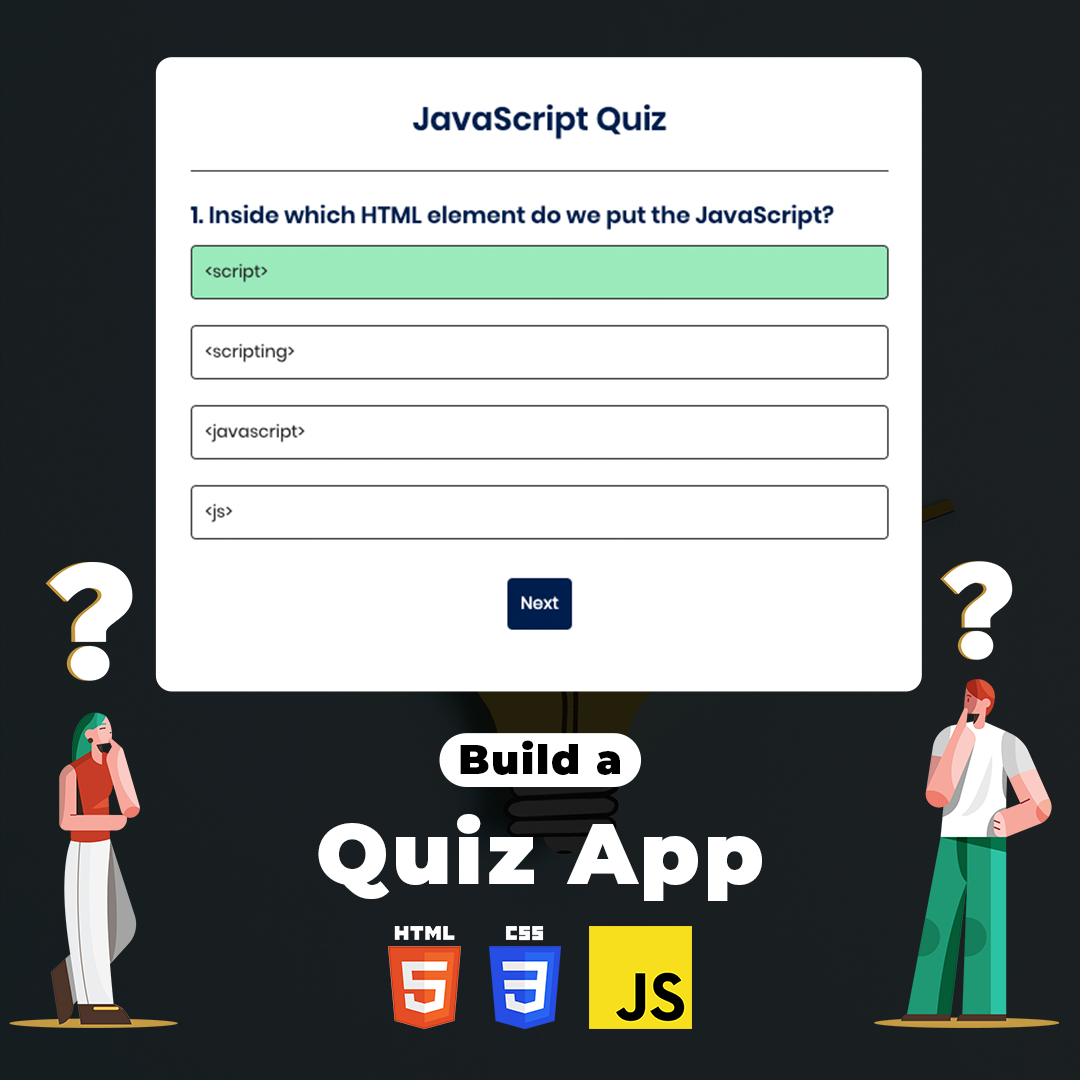 JavaScript Quiz
1. Inside which HTML element do we put the JavaScript?
<script>
<scripting>
<javascript>
<js>
Next
?
?
Build a
Quiz App
HTML
CSS
5
3
JS